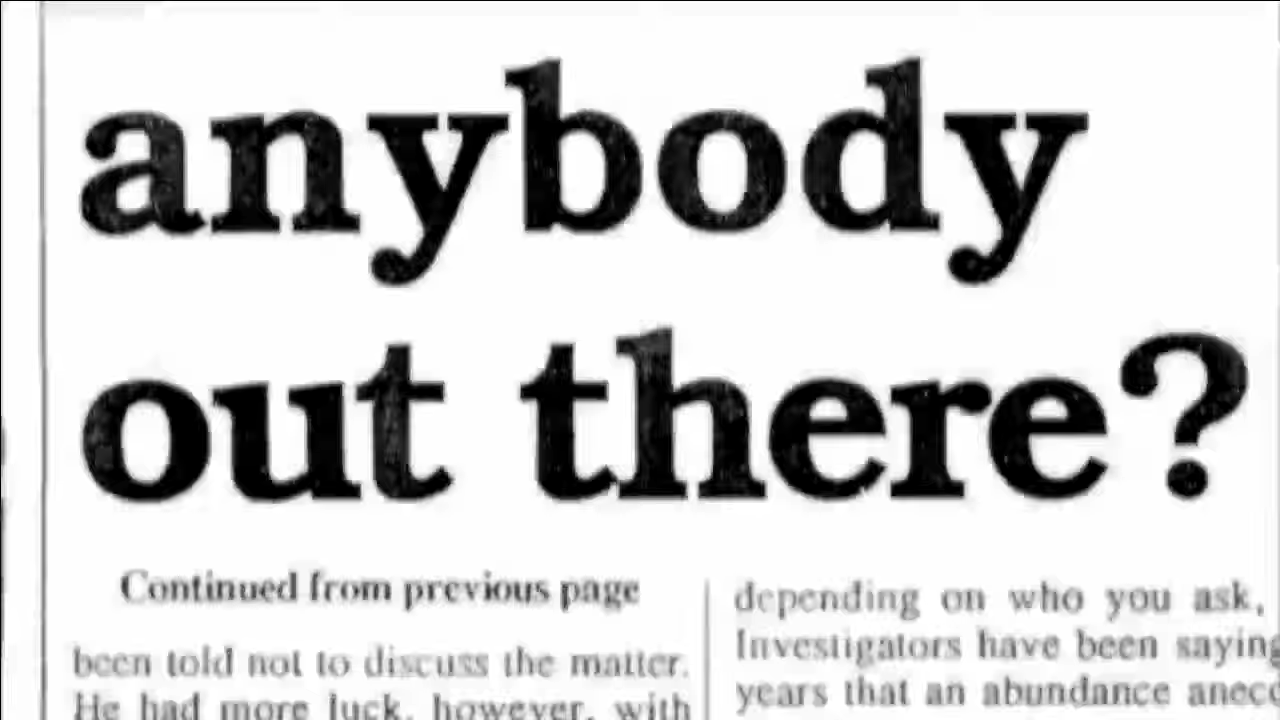 anybody
out there?
Continued from previous page
been told not to discuss the matter.
He had more luck, however, with
depending on who you ask,
Investigators have been saying
years that an abundance